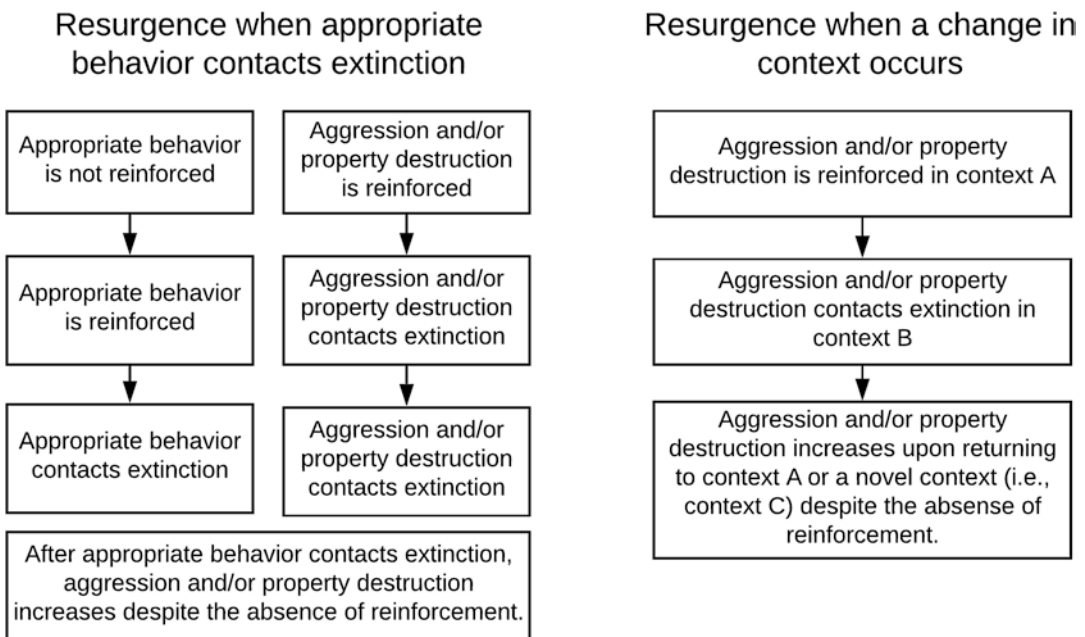 Resurgence when appropriate
behavior contacts extinction
Appropriate behavior
is not reinforced
Aggression and/or
property destruction
is reinforced
Appropriate behavior
is reinforced
Aggression and/or
property destruction
contacts extinction
Appropriate behavior
contacts extinction
Aggression and/or
property destruction
contacts extinction
After appropriate behavior contacts extinction,
aggression and/or property destruction
increases despite the absence of reinforcement.
Resurgence when a change in
context occurs
Aggression and/or property
destruction is reinforced in context A
Aggression and/or property
destruction contacts extinction in
context B
Aggression and/or property
destruction increases upon returning
to context A or a novel context (i.e.,
context C) despite the absense of
reinforcement.